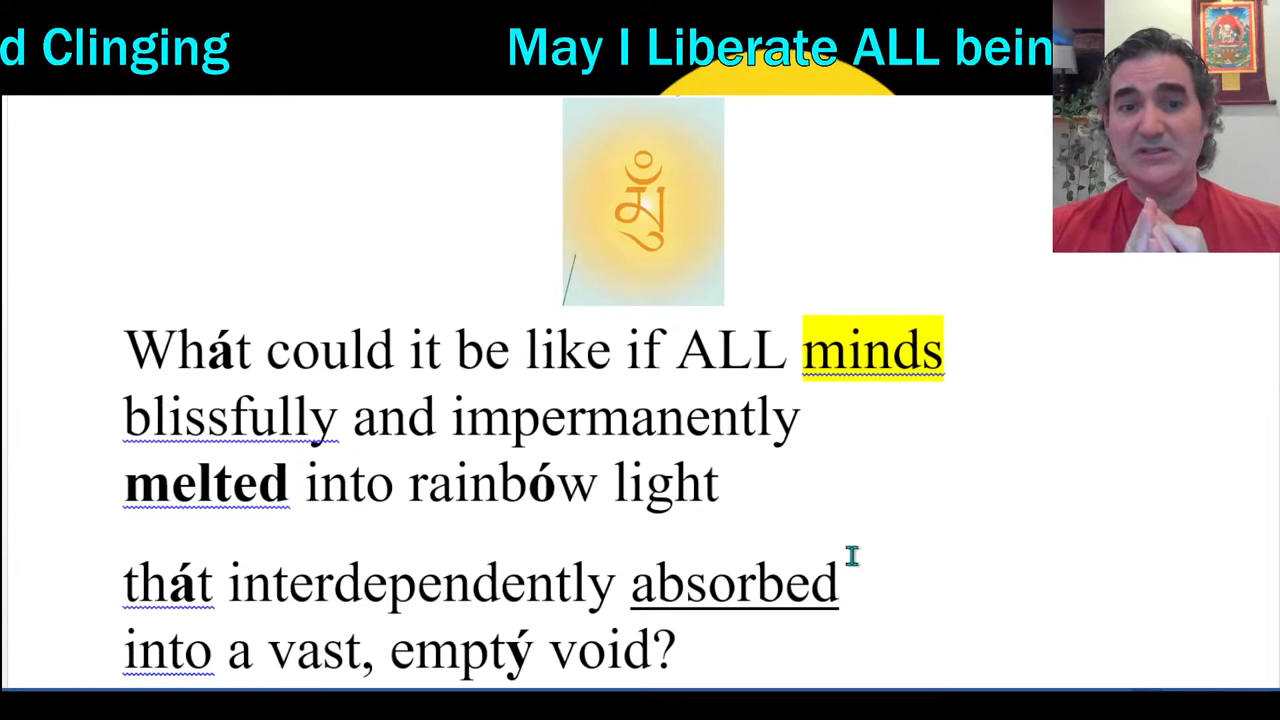 d Clinging
May I Liberate ALL bein
Whát could it be like if ALL minds
blissfully and impermanently
melted into rainbów light
thát interdependently absorbed
into a vast, emptý void?